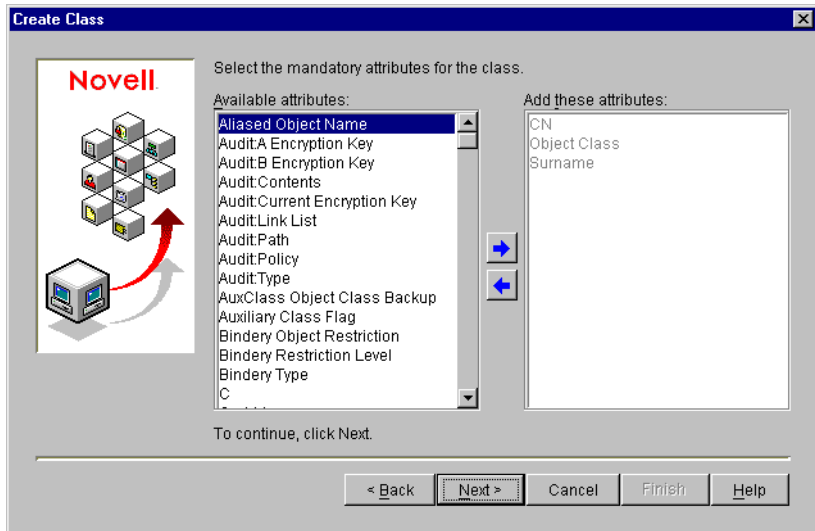 Create Class
Novell
Select the mandatory attributes for the class.
Available attributes:
Add these attributes:
Aliased Object Name
Audit:A Encryption Key
Audit:B Encryption Key
Audit:Contents
Audit:Current Encryption Key
Audit:Link List
Audit:Path
Audit:Policy
Audit:Type
AuxClass Object Class Backup
Auxiliary Class Flag
Bindery Object Restriction
Bindery Restriction Level
Bindery Type
C
CN
Object Class
Surname
To continue, click Next.
< Back
Next >
Cancel
Finish
Help